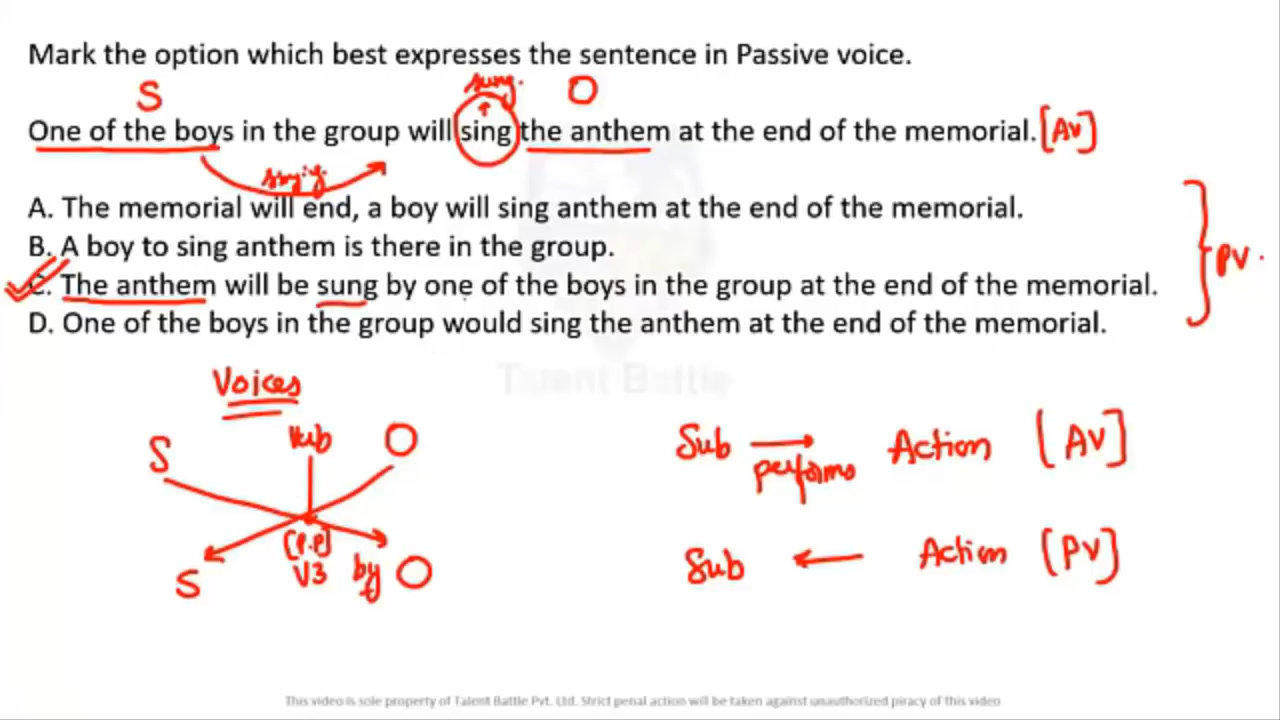 Mark the option which best expresses the sentence in Passive voice.
S sung. O
One of the boys in the group will sing the anthem at the end of the memorial. [AV]
A. The memorial will end, a boy will sing anthem at the end of the memorial.
B. A boy to sing anthem is there in the group.
C. The anthem will be sung by one of the boys in the group at the end of the memorial.
D. One of the boys in the group would sing the anthem at the end of the memorial.
PV.
Voices
S Verb O
[P.P]
S V3 by O
Sub performs Action [AV]
Sub Action [PV]
Talent Battle
This video is sole property of Talent Battle Pvt. Ltd. Strict penal action will be taken against unauthorized piracy of this video